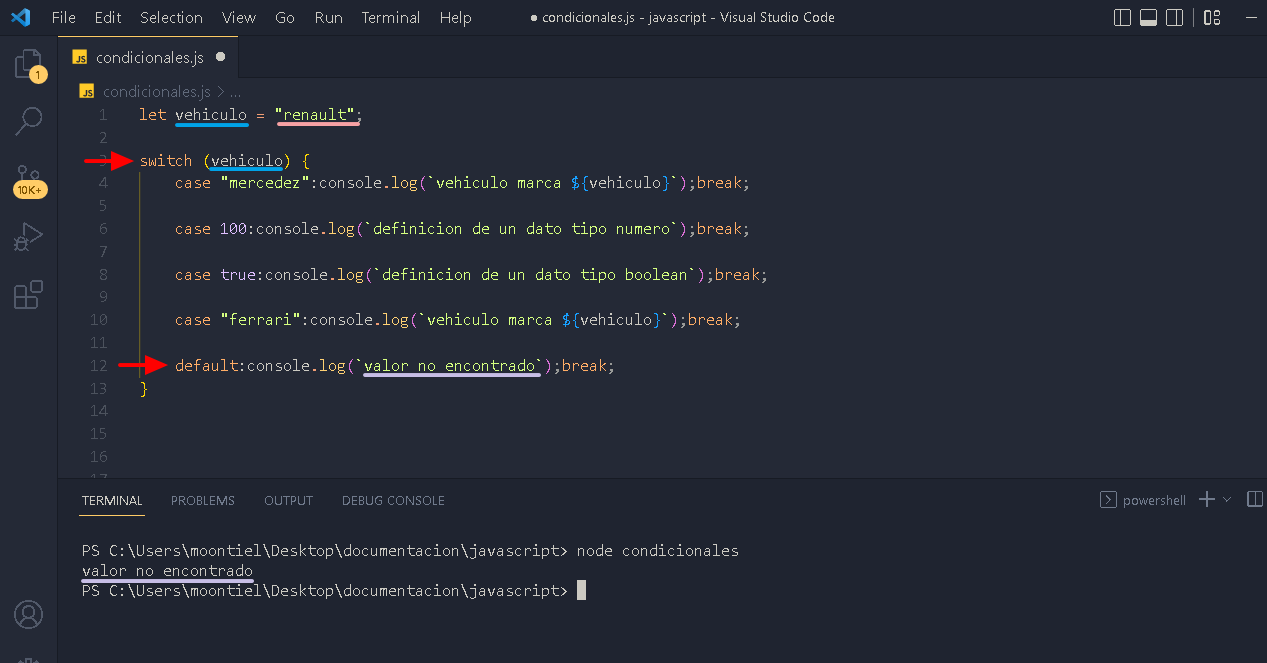 File Edit Selection View Go Run Terminal Help ● condicionales.js - javascript - Visual Studio Code
JS condicionales.js ●
1
JS condicionales.js > ...
1 let vehiculo = "renault";
2
3 switch (vehiculo) {
4 case "mercedez":console.log(`vehiculo marca ${vehiculo}`);break;
5
6 case 100:console.log(`definicion de un dato tipo numero`);break;
7
8 case true:console.log(`definicion de un dato tipo boolean`);break;
9
10 case "ferrari":console.log(`vehiculo marca ${vehiculo}`);break;
11
12 default:console.log(`valor no encontrado`);break;
13 }
14
15
16
17
10K+
TERMINAL PROBLEMS OUTPUT DEBUG CONSOLE powershell
PS C:\Users\moontiel\Desktop\documentacion\javascript> node condicionales
valor no encontrado
PS C:\Users\moontiel\Desktop\documentacion\javascript>